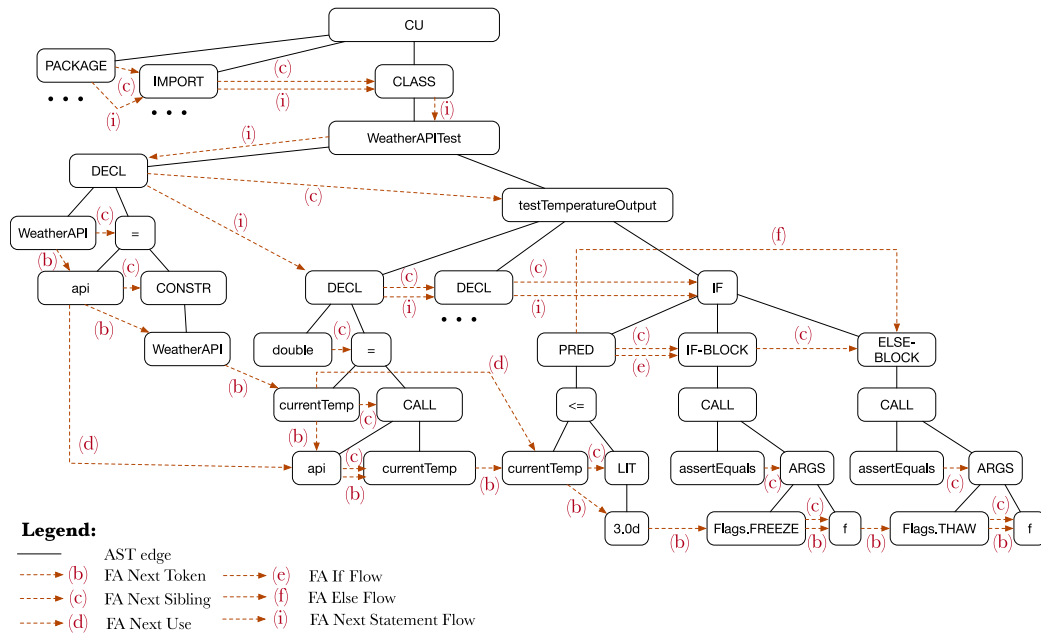 CU
PACKAGE
(c)
IMPORT
(c)
CLASS
• • •
(i)
• • •
(i)
(i)
(i)
WeatherAPITest
DECL
(c)
testTemperatureOutput
WeatherAPI
(c)
=
(i)
(f)
(b)
api
(c)
CONSTR
DECL
(c)
(i)
DECL
• • •
(c)
(i)
IF
(b)
WeatherAPI
double
(c)
=
(d)
PRED
(c)
(e)
IF-BLOCK
(c)
ELSE-
BLOCK
(b)
currentTemp
(c)
CALL
<=
CALL
CALL
(d)
(b)
api
(c)
(b)
currentTemp
(b)
currentTemp
(c)
LIT
assertEquals
(c)
ARGS
assertEquals
(c)
ARGS
(b)
3.0d
(b)
Flags.FREEZE
(c)
(b)
f
(b)
Flags.THAW
(c)
(b)
f
Legend:
AST edge
(b) FA Next Token
(c) FA Next Sibling
(d) FA Next Use
(e) FA If Flow
(f) FA Else Flow
(i) FA Next Statement Flow